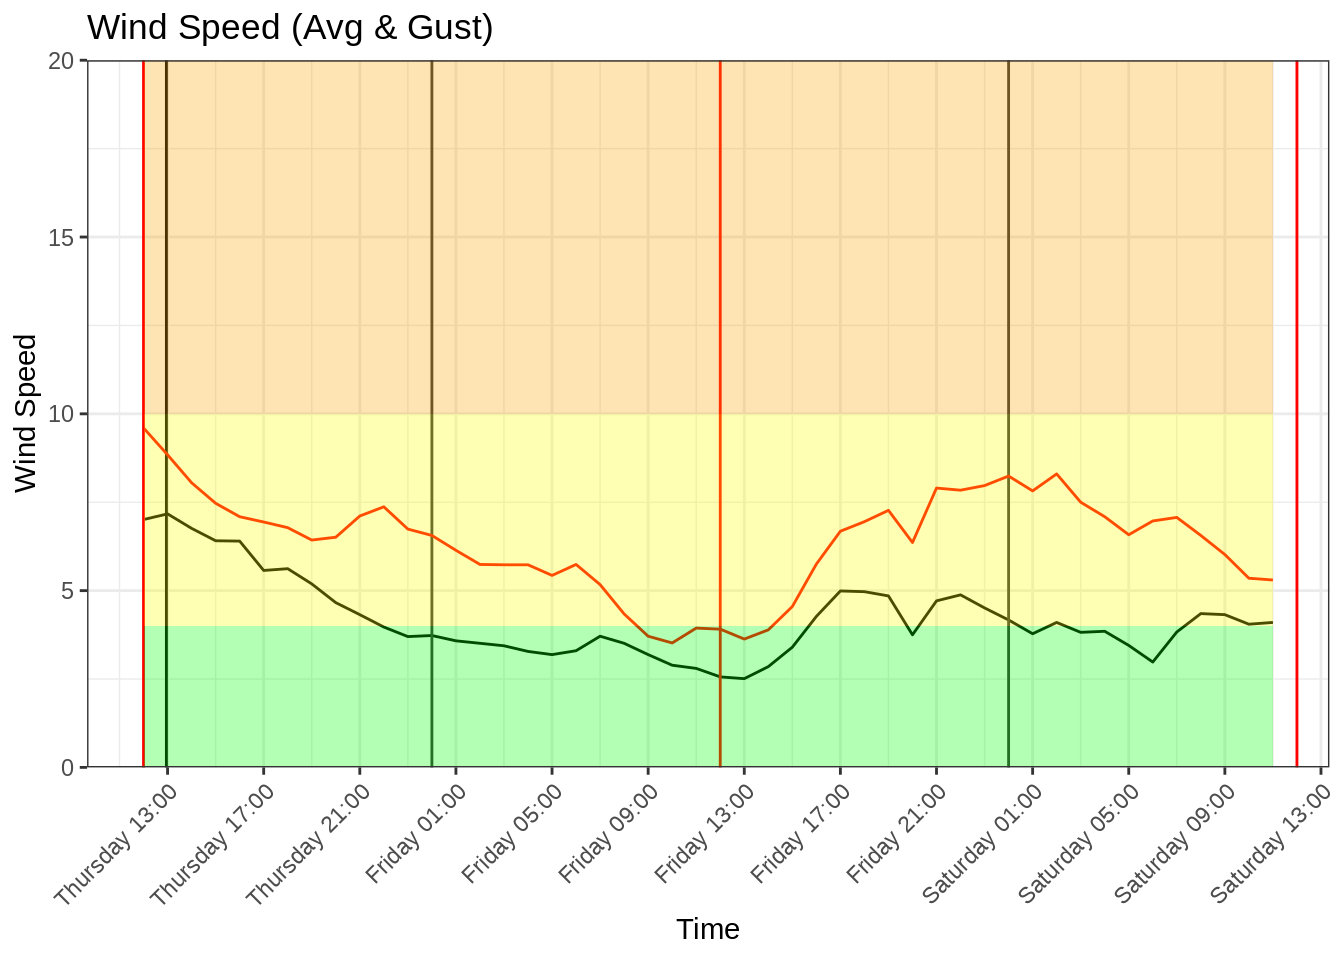 Wind Speed (Avg & Gust)
20
15
10
5
0
Wind Speed
Thursday 13:00
Thursday 17:00
Thursday 21:00
Friday 01:00
Friday 05:00
Friday 09:00
Friday 13:00
Friday 17:00
Friday 21:00
Saturday 01:00
Saturday 05:00
Saturday 09:00
Saturday 13:00
Time